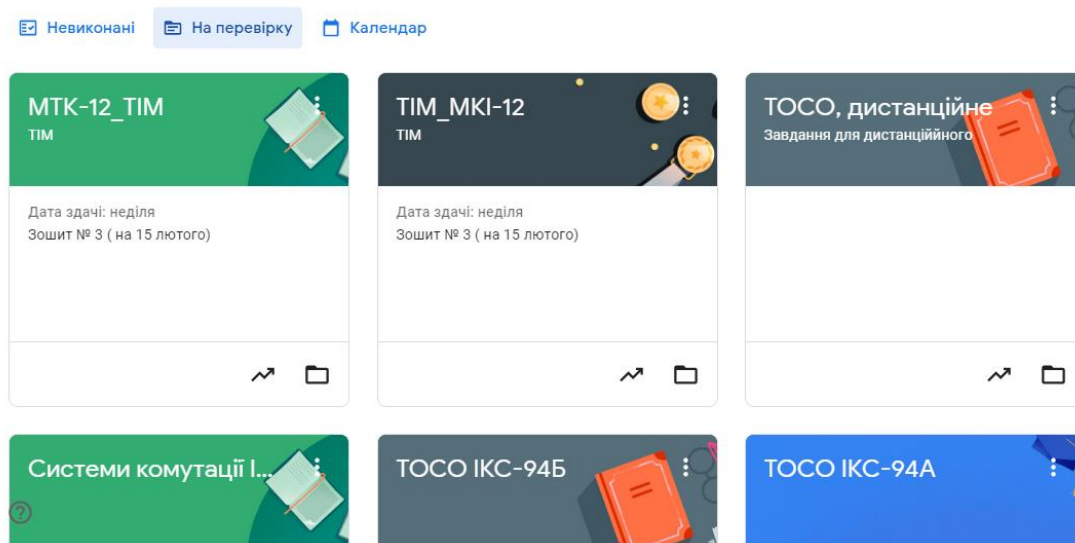 Невиконані На перевірку Календар
МТК-12_ТІМ
ТІМ
Дата здачі: неділя
Зошит № 3 ( на 15 лютого)
ТІМ_МКІ-12
ТІМ
Дата здачі: неділя
Зошит № 3 ( на 15 лютого)
ТОСО, дистанційне
Завдання для дистанціййного
Системи комутації І...
ТОСО ІКС-94Б
ТОСО ІКС-94А